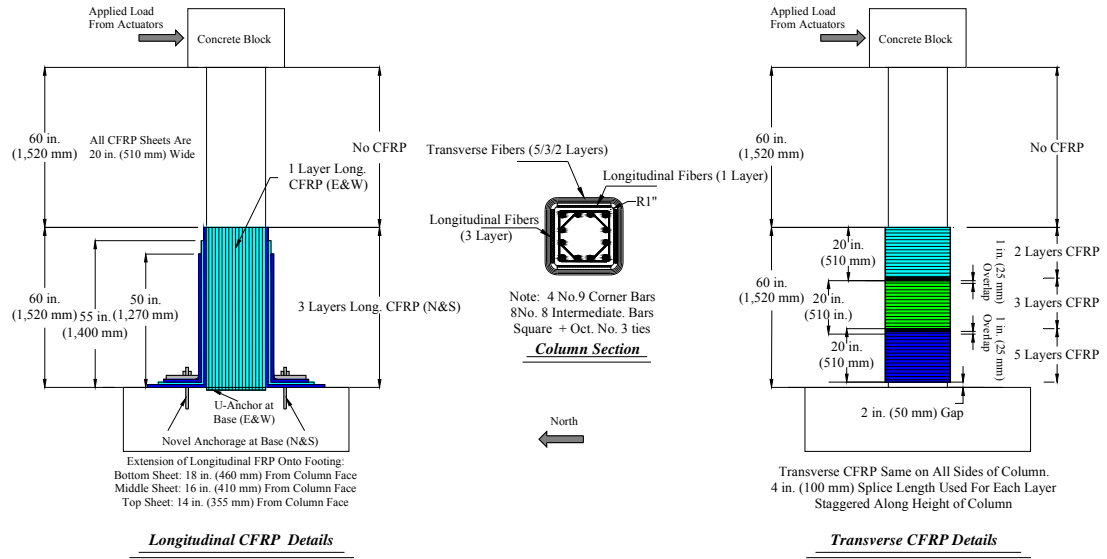 Applied Load
From Actuators
Concrete Block
60 in.
(1,520 mm)
All CFRP Sheets Are
20 in. (510 mm) Wide
No CFRP
1 Layer Long.
CFRP (E&W)
60 in.
(1,520 mm)
55 in.
(1,400 mm)
50 in.
(1,270 mm)
3 Layers Long. CFRP (N&S)
U-Anchor at
Base (E&W)
Novel Anchorage at Base (N&S)
Extension of Longitudinal FRP Onto Footing:
Bottom Sheet: 18 in. (460 mm) From Column Face
Middle Sheet: 16 in. (410 mm) From Column Face
Top Sheet: 14 in. (355 mm) From Column Face
Longitudinal CFRP Details
Transverse Fibers (5/3/2 Layers)
Longitudinal Fibers (1 Layer)
R1"
Longitudinal Fibers
(3 Layer)
Note: 4 No.9 Corner Bars
8No. 8 Intermediate. Bars
Square + Oct. No. 3 ties
Column Section
North
Applied Load
From Actuators
Concrete Block
60 in.
(1,520 mm)
No CFRP
60 in.
(1,520 mm)
20 in.
(510 mm)
20 in.
(510 in.)
20 in.
(510 mm)
1 in. (25 mm)
Overlap
1 in. (25 mm)
Overlap
2 Layers CFRP
3 Layers CFRP
5 Layers CFRP
2 in. (50 mm) Gap
Transverse CFRP Same on All Sides of Column.
4 in. (100 mm) Splice Length Used For Each Layer
Staggered Along Height of Column
Transverse CFRP Details